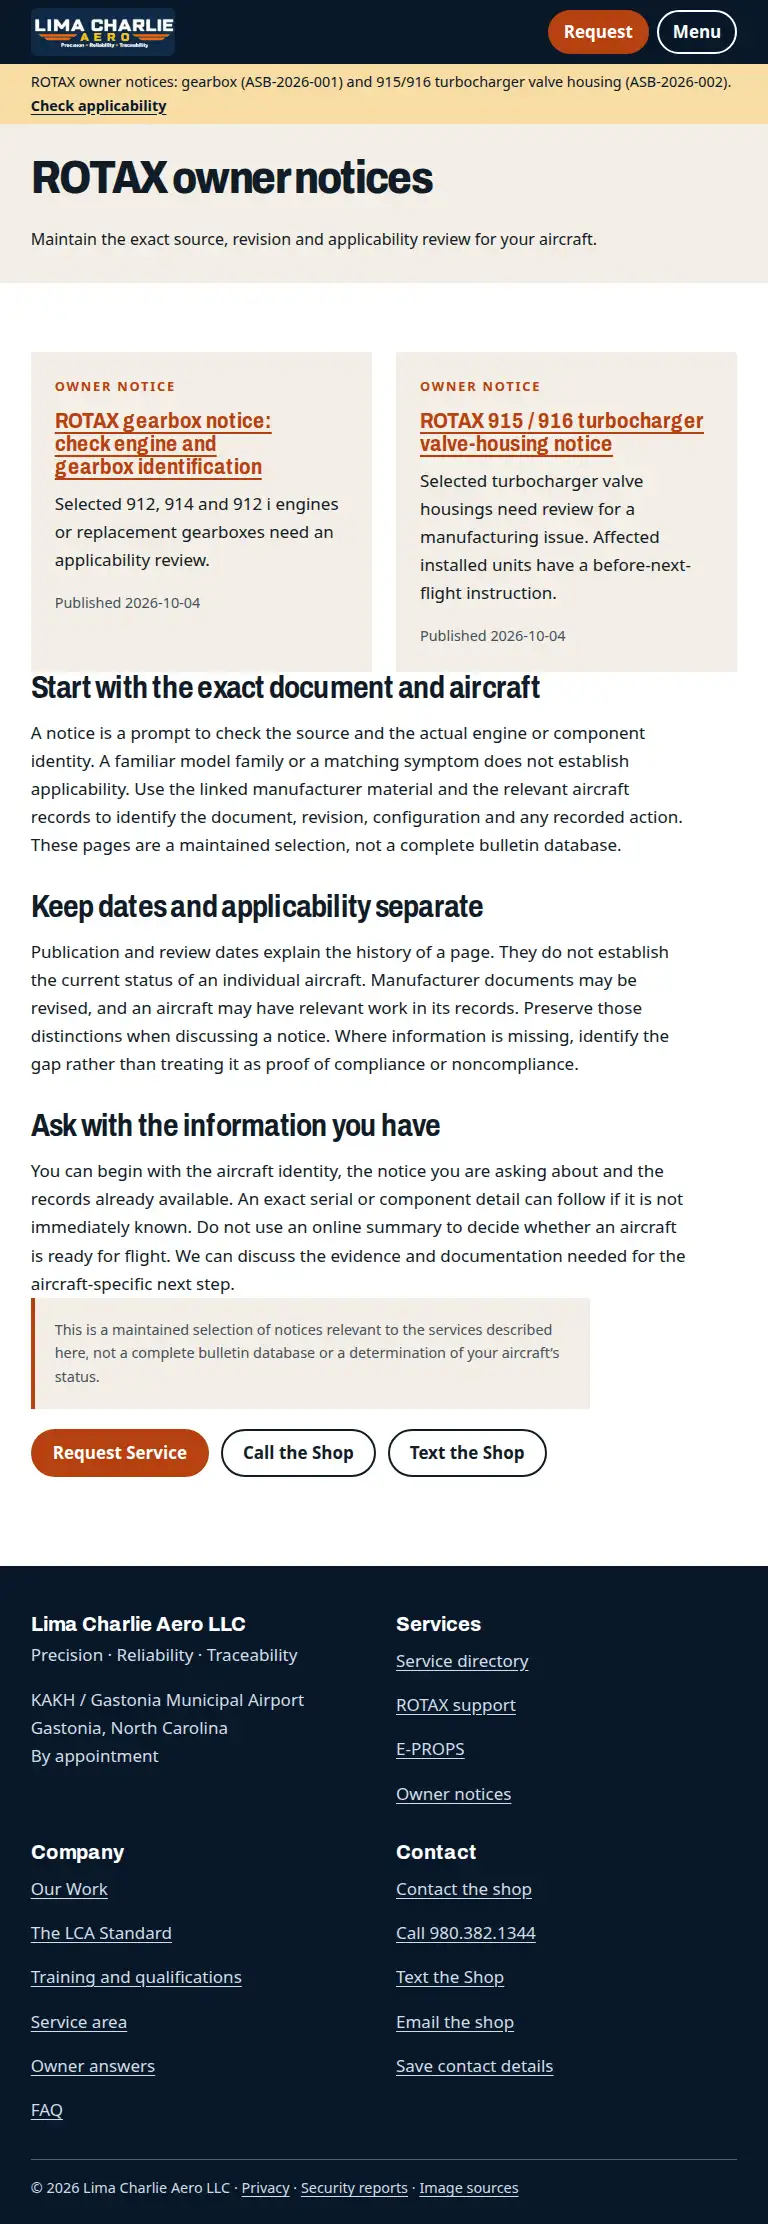 LIMA CHARLIE
AERO
Precision • Reliability • Traceability
Request
Menu
ROTAX owner notices: gearbox (ASB-2026-001) and 915/916 turbocharger valve housing (ASB-2026-002).
Check applicability
ROTAX owner notices
Maintain the exact source, revision and applicability review for your aircraft.
OWNER NOTICE
ROTAX gearbox notice:
check engine and
gearbox identification
Selected 912, 914 and 912 i engines
or replacement gearboxes need an
applicability review.
Published 2026-10-04
OWNER NOTICE
ROTAX 915 / 916 turbocharger
valve-housing notice
Selected turbocharger valve
housings need review for a
manufacturing issue. Affected
installed units have a before-next-
flight instruction.
Published 2026-10-04
Start with the exact document and aircraft
A notice is a prompt to check the source and the actual engine or component
identity. A familiar model family or a matching symptom does not establish
applicability. Use the linked manufacturer material and the relevant aircraft
records to identify the document, revision, configuration and any recorded action.
These pages are a maintained selection, not a complete bulletin database.
Keep dates and applicability separate
Publication and review dates explain the history of a page. They do not establish
the current status of an individual aircraft. Manufacturer documents may be
revised, and an aircraft may have relevant work in its records. Preserve those
distinctions when discussing a notice. Where information is missing, identify the
gap rather than treating it as proof of compliance or noncompliance.
Ask with the information you have
You can begin with the aircraft identity, the notice you are asking about and the
records already available. An exact serial or component detail can follow if it is not
immediately known. Do not use an online summary to decide whether an aircraft
is ready for flight. We can discuss the evidence and documentation needed for the
aircraft-specific next step.
This is a maintained selection of notices relevant to the services described
here, not a complete bulletin database or a determination of your aircraft’s
status.
Request Service
Call the Shop
Text the Shop
Lima Charlie Aero LLC
Precision · Reliability · Traceability
KAKH / Gastonia Municipal Airport
Gastonia, North Carolina
By appointment
Services
Service directory
ROTAX support
E-PROPS
Owner notices
Company
Our Work
The LCA Standard
Training and qualifications
Service area
Owner answers
FAQ
Contact
Contact the shop
Call 980.382.1344
Text the Shop
Email the shop
Save contact details
© 2026 Lima Charlie Aero LLC · Privacy · Security reports · Image sources